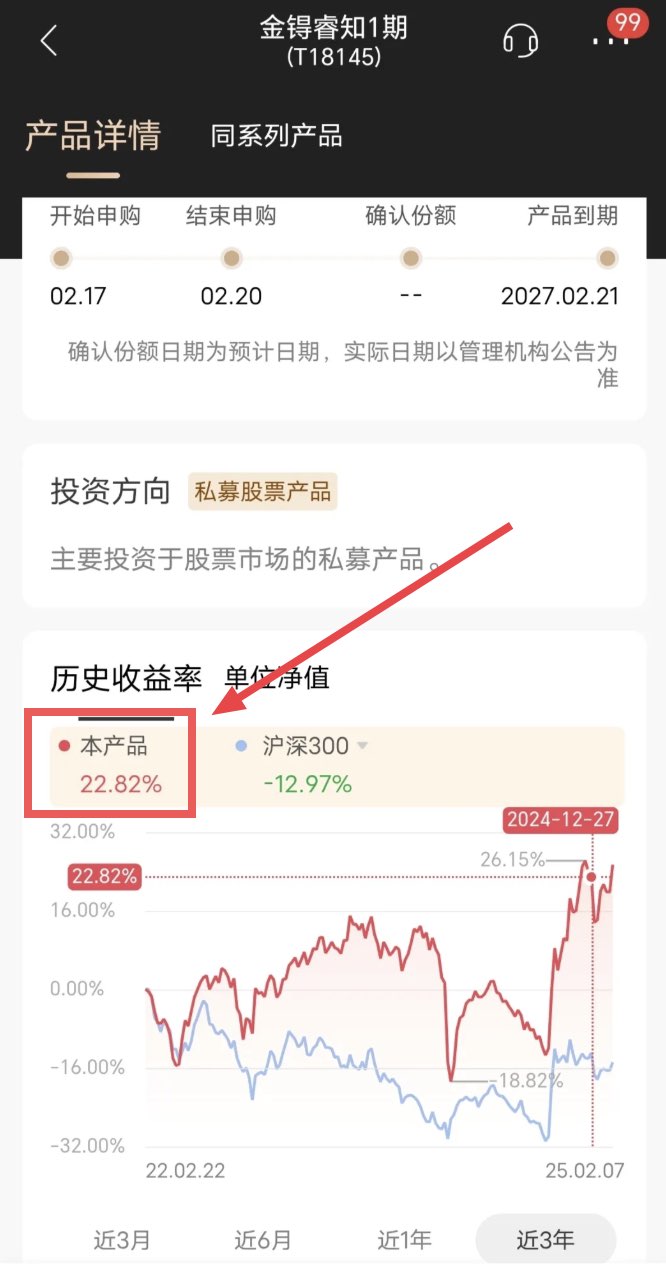 金锝睿知1期
(T18145)
99
产品详情 同系列产品
开始申购 结束申购 确认份额 产品到期
02.17 02.20 -- 2027.02.21
确认份额日期为预计日期，实际日期以管理机构公告为
准
投资方向 私募股票产品
主要投资于股票市场的私募产品。
历史收益率 单位净值
本产品 沪深300
22.82% -12.97%
2024-12-27
32.00%
26.15%
22.82%
16.00%
0.00%
-16.00%
-18.82%
-32.00%
22.02.22 25.02.07
近3月 近6月 近1年 近3年